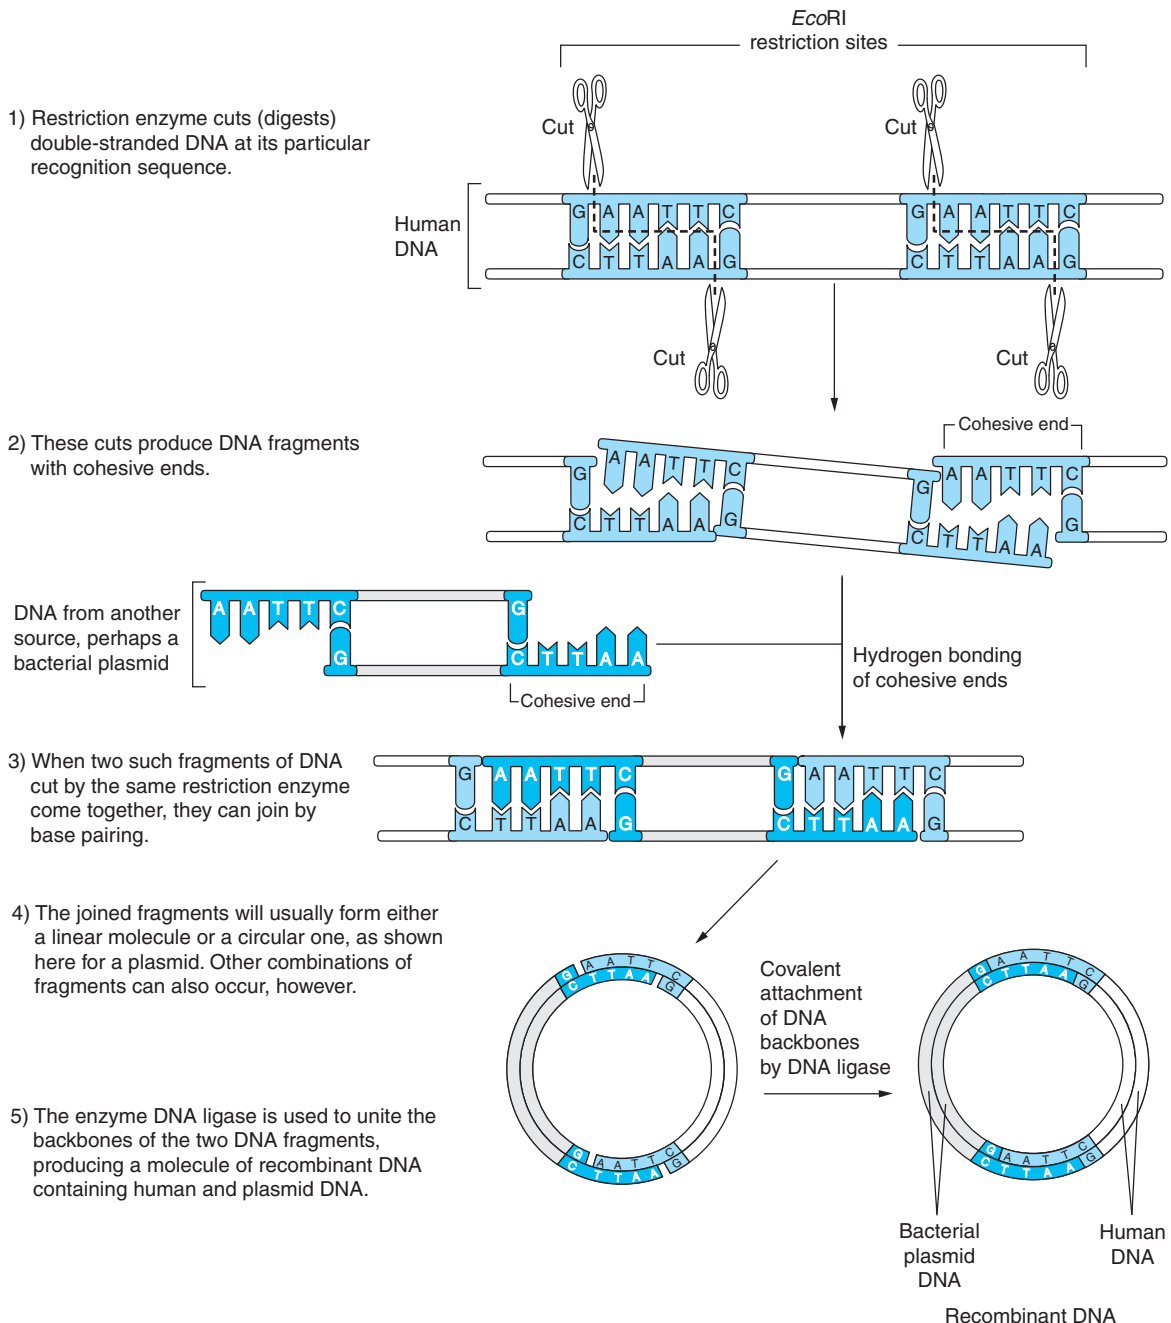 EcoRI
restriction sites
1) Restriction enzyme cuts (digests)
double-stranded DNA at its particular
recognition sequence.
Cut
Cut
Human
DNA
G A A T T C
C T T A A G
G A A T T C
C T T A A G
Cut
Cut
2) These cuts produce DNA fragments
with cohesive ends.
Cohesive end
G A A T T C
C T T A A G
G A A T T C
C T T A A G
DNA from another
source, perhaps a
bacterial plasmid
A A T T C
G
G
C T T A A
Cohesive end
Hydrogen bonding
of cohesive ends
3) When two such fragments of DNA
cut by the same restriction enzyme
come together, they can join by
base pairing.
G A A T T C
C T T A A G
G A A T T C
C T T A A G
4) The joined fragments will usually form either
a linear molecule or a circular one, as shown
here for a plasmid. Other combinations of
fragments can also occur, however.
G A A T T C
C T T A A G
G A A T T C
C T T A A G
Covalent
attachment
of DNA
backbones
by DNA ligase
G A A T T C
C T T A A G
G A A T T C
C T T A A G
5) The enzyme DNA ligase is used to unite the
backbones of the two DNA fragments,
producing a molecule of recombinant DNA
containing human and plasmid DNA.
Bacterial
plasmid
DNA
Human
DNA
Recombinant DNA